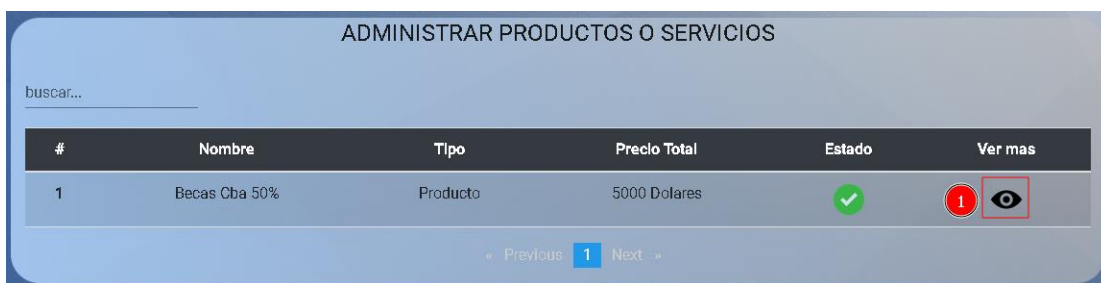 ADMINISTRAR PRODUCTOS O SERVICIOS
buscar...
# Nombre Tipo Precio Total Estado Ver mas
1 Becas Cba 50% Producto 5000 Dolares 1
« Previous 1 Next »